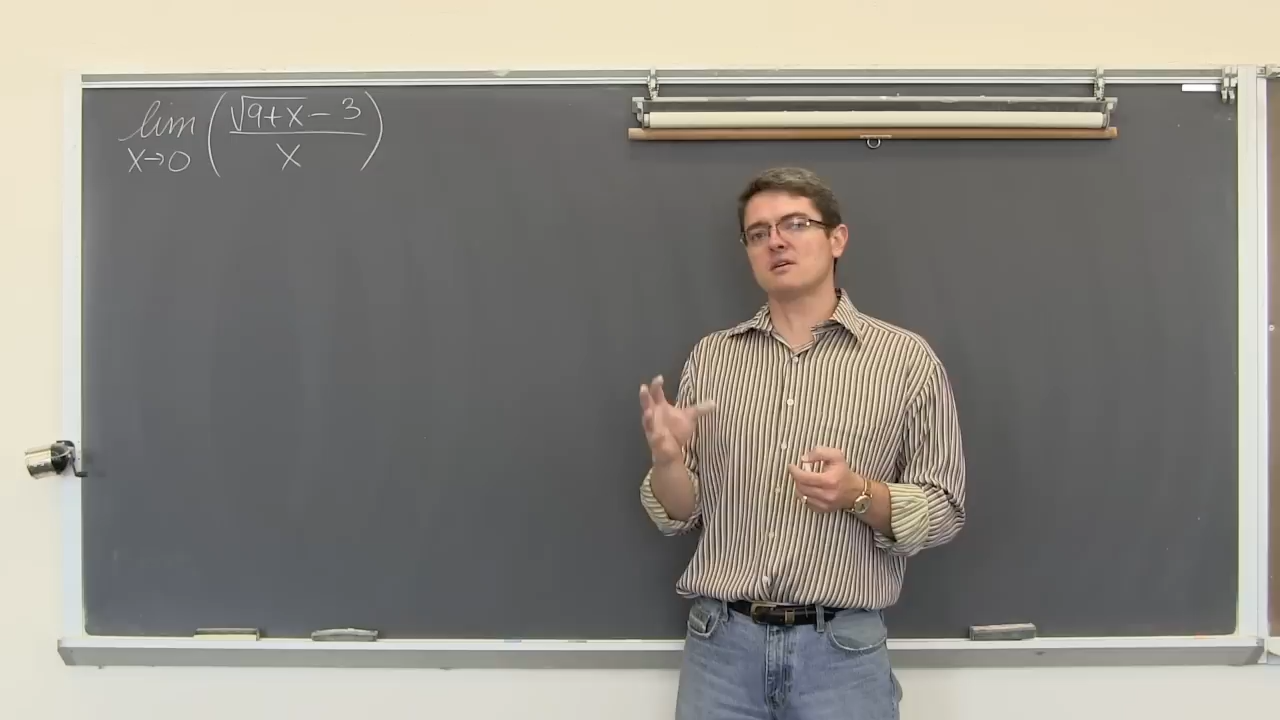 lim (√9+x - 3 / x)
x→0